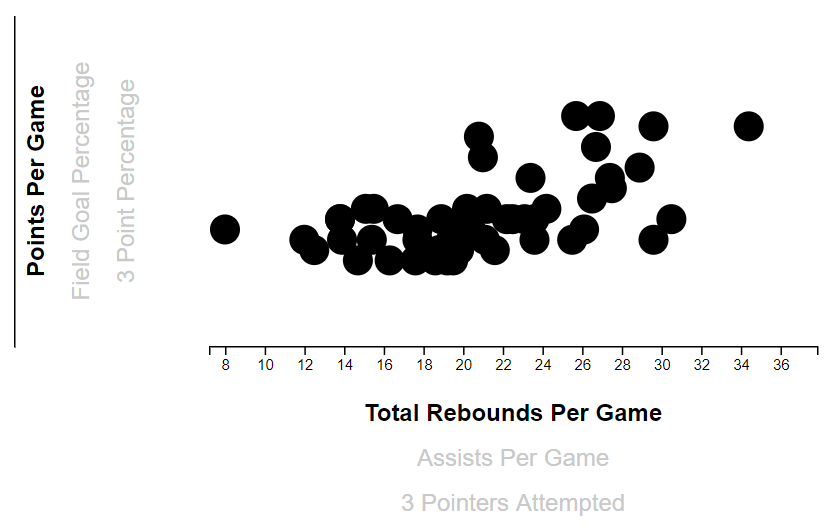 Points Per Game
Field Goal Percentage
3 Point Percentage
8 10 12 14 16 18 20 22 24 26 28 30 32 34 36
Total Rebounds Per Game
Assists Per Game
3 Pointers Attempted